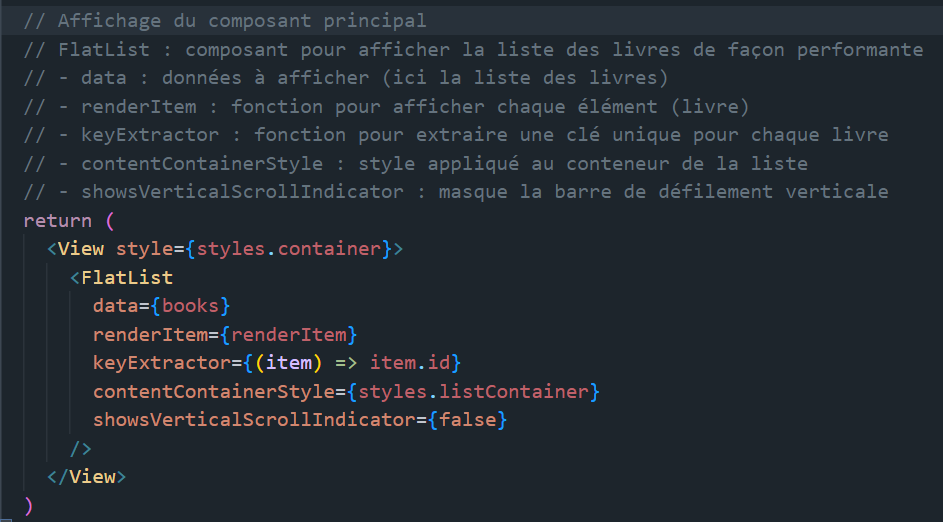 // Affichage du composant principal
// FlatList : composant pour afficher la liste des livres de façon performante
// - data : données à afficher (ici la liste des livres)
// - renderItem : fonction pour afficher chaque élément (livre)
// - keyExtractor : fonction pour extraire une clé unique pour chaque livre
// - contentContainerStyle : style appliqué au conteneur de la liste
// - showsVerticalScrollIndicator : masque la barre de défilement verticale
return (
  <View style={styles.container}>
    <FlatList
      data={books}
      renderItem={renderItem}
      keyExtractor={(item) => item.id}
      contentContainerStyle={styles.listContainer}
      showsVerticalScrollIndicator={false}
    />
  </View>
)